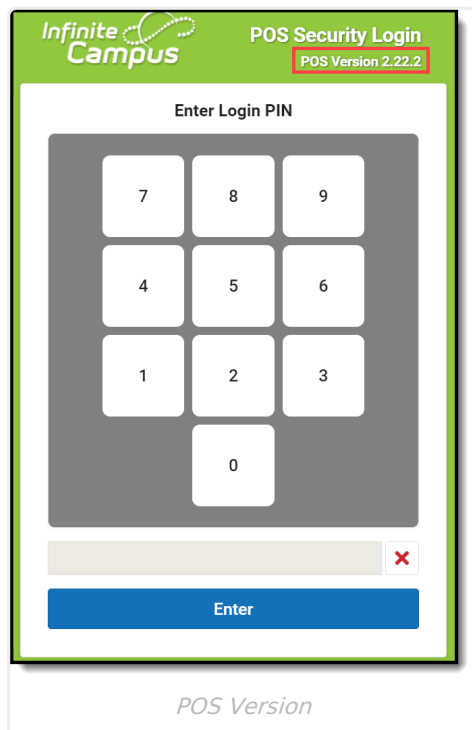 Infinite
Campus
POS Security Login
POS Version 2.22.2
Enter Login PIN
7 8 9
4 5 6
1 2 3
0
Enter
POS Version